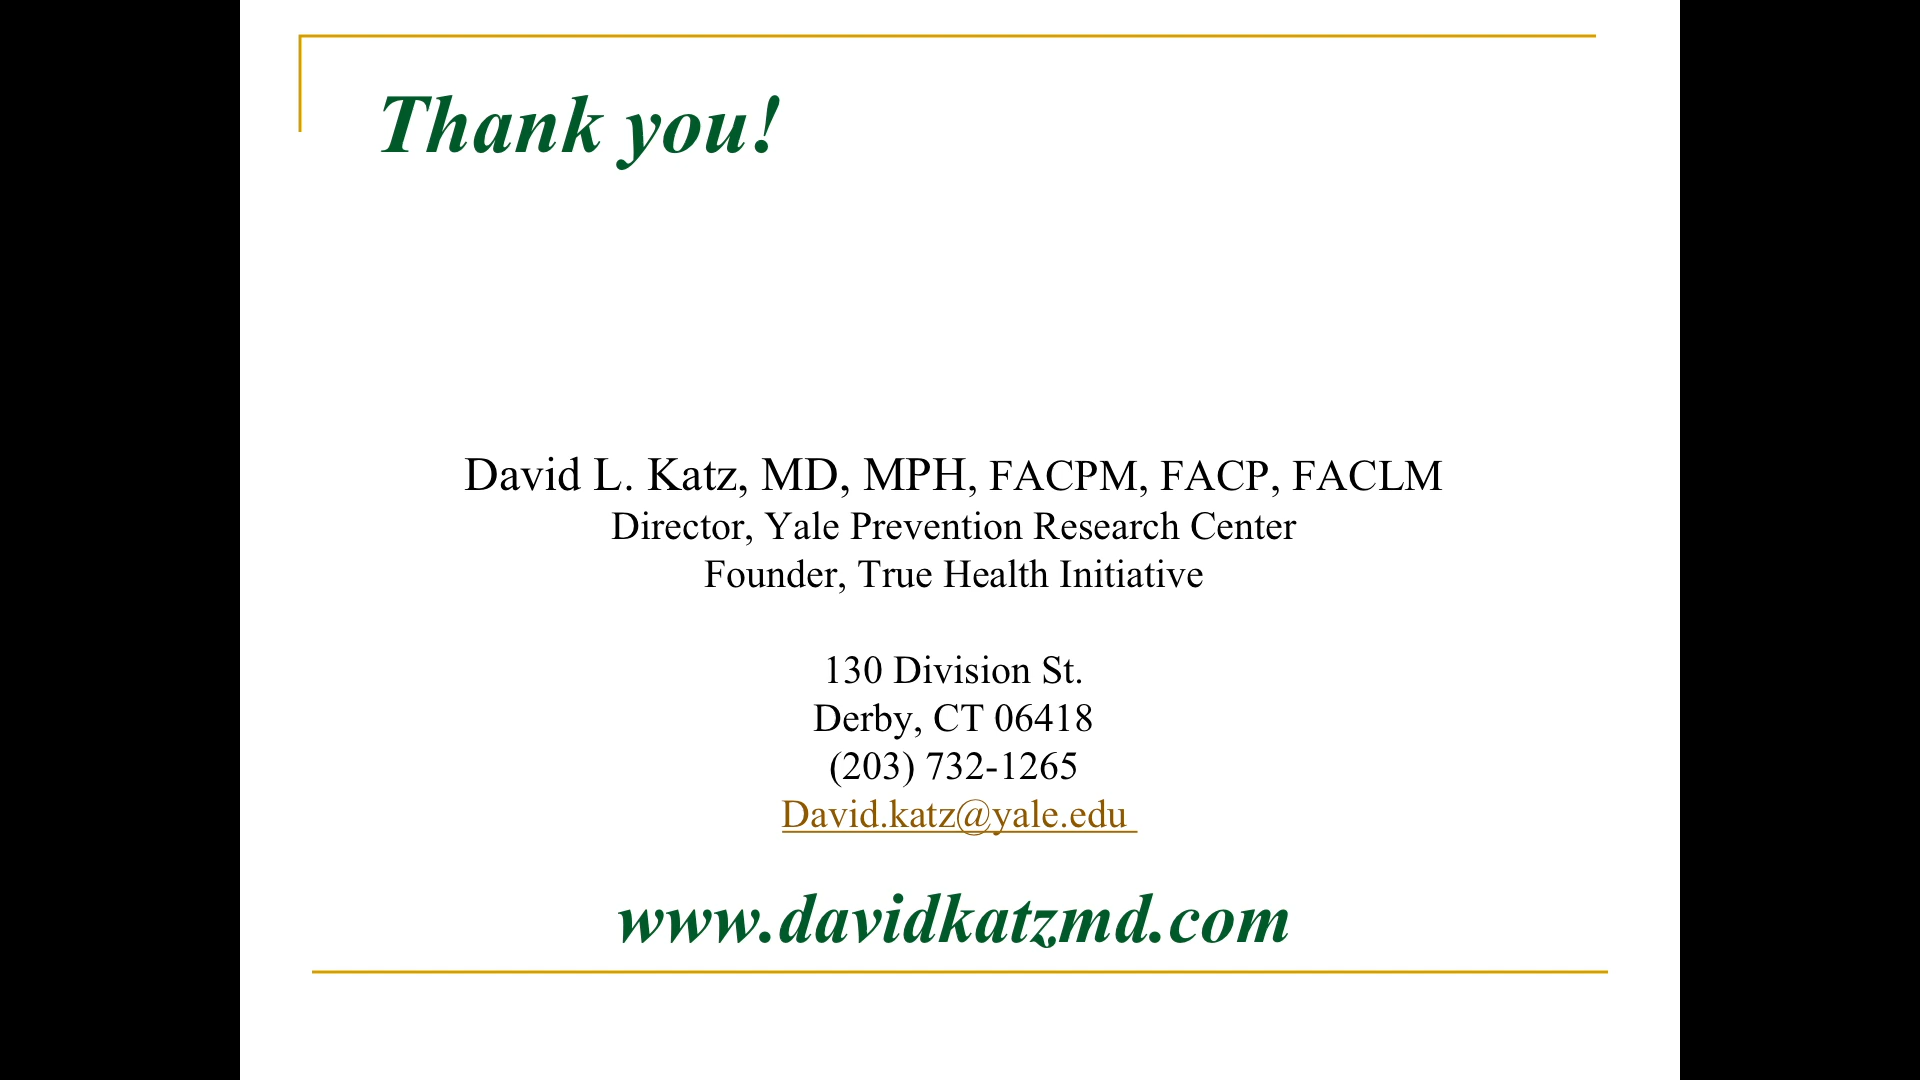 Thank you!
David L. Katz, MD, MPH, FACPM, FACP, FACLM
Director, Yale Prevention Research Center
Founder, True Health Initiative
130 Division St.
Derby, CT 06418
(203) 732-1265
David.katz@yale.edu
www.davidkatzmd.com